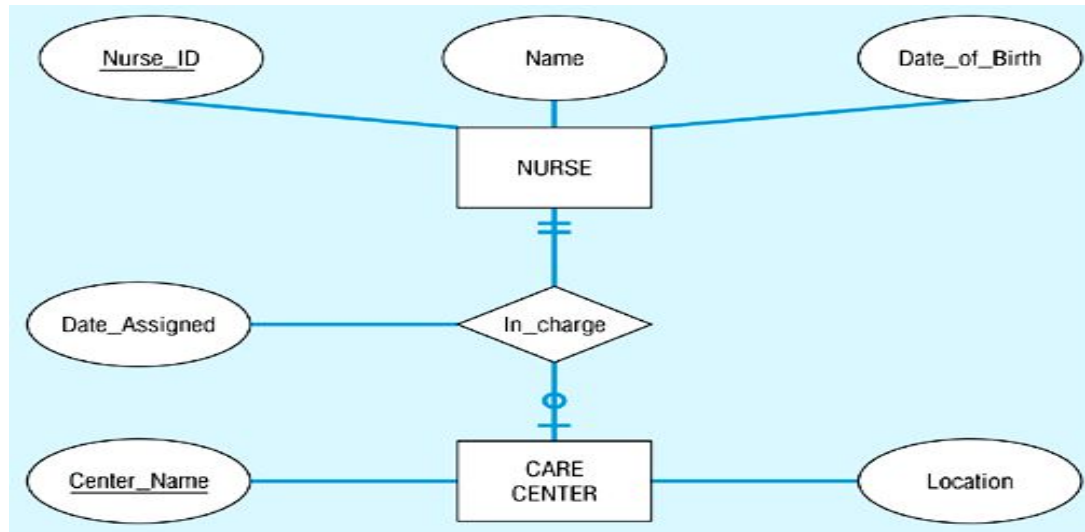 Nurse_ID
Name
Date_of_Birth
NURSE
Date_Assigned
In_charge
Center_Name
CARE
CENTER
Location